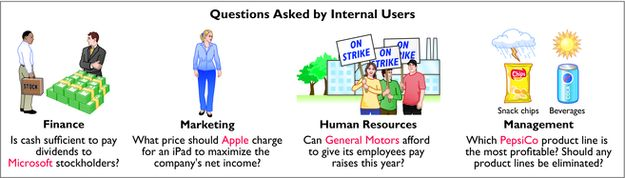 Questions Asked by Internal Users
STOCK
ON
STRIKE
ON
STRIKE
ON
STRIKE
Chips
SODA
Snack chips
Beverages
Finance
Is cash sufficient to pay
dividends to
Microsoft stockholders?
Marketing
What price should Apple charge
for an iPad to maximize the
company's net income?
Human Resources
Can General Motors afford
to give its employees pay
raises this year?
Management
Which PepsiCo product line is
the most profitable? Should any
product lines be eliminated?